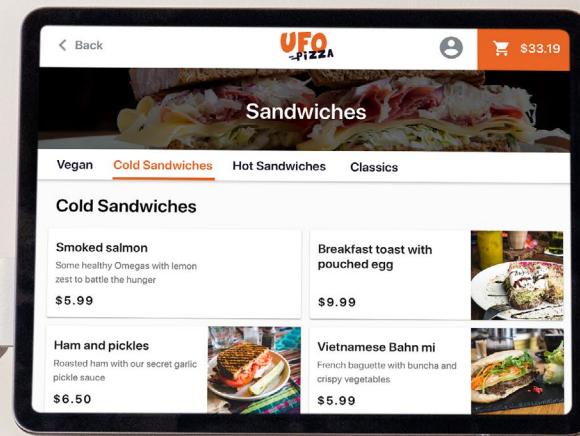 Back
UFO
PIZZA
$33.19
Sandwiches
Vegan Cold Sandwiches Hot Sandwiches Classics
Cold Sandwiches
Smoked salmon
Some healthy Omegas with lemon
zest to battle the hunger
$5.99
Breakfast toast with
pouched egg
$9.99
Ham and pickles
Roasted ham with our secret garlic
pickle sauce
$6.50
Vietnamese Bahn mi
French baguette with buncha and
crispy vegetables
$5.99